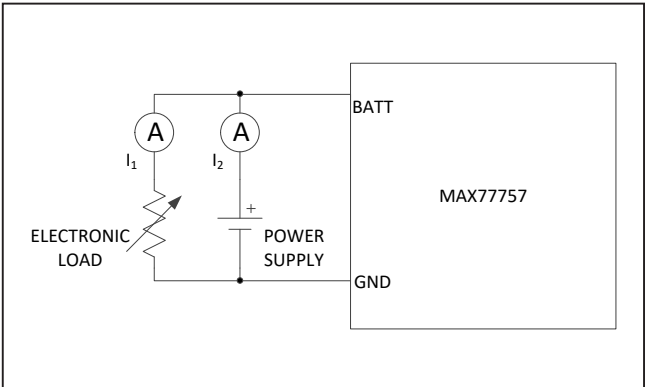 BATT
A
A
I₁
I₂
MAX77757
+
ELECTRONIC
LOAD
POWER
SUPPLY
GND